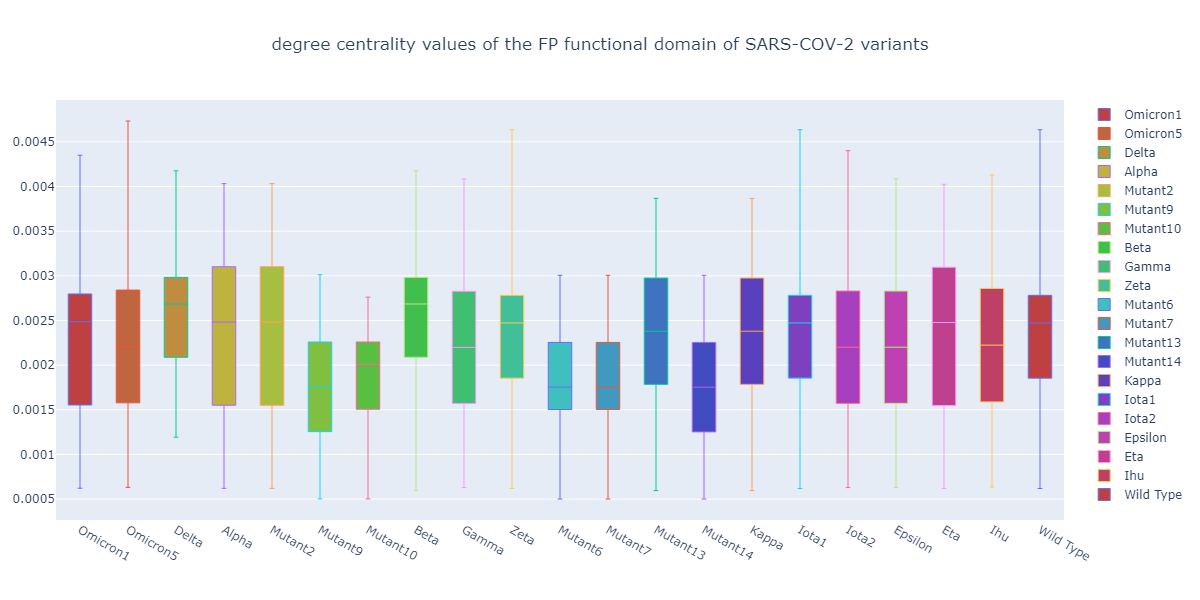 degree centrality values of the FP functional domain of SARS-COV-2 variants
0.0045
0.004
0.0035
0.003
0.0025
0.002
0.0015
0.001
0.0005
Omicron1
Omicron5
Delta
Alpha
Mutant2
Mutant9
Mutant10
Beta
Gamma
Zeta
Mutant6
Mutant7
Mutant13
Mutant14
Kappa
Iota1
Iota2
Epsilon
Eta
Ihu
Wild Type
Omicron1
Omicron5
Delta
Alpha
Mutant2
Mutant9
Mutant10
Beta
Gamma
Zeta
Mutant6
Mutant7
Mutant13
Mutant14
Kappa
Iota1
Iota2
Epsilon
Eta
Ihu
Wild Type